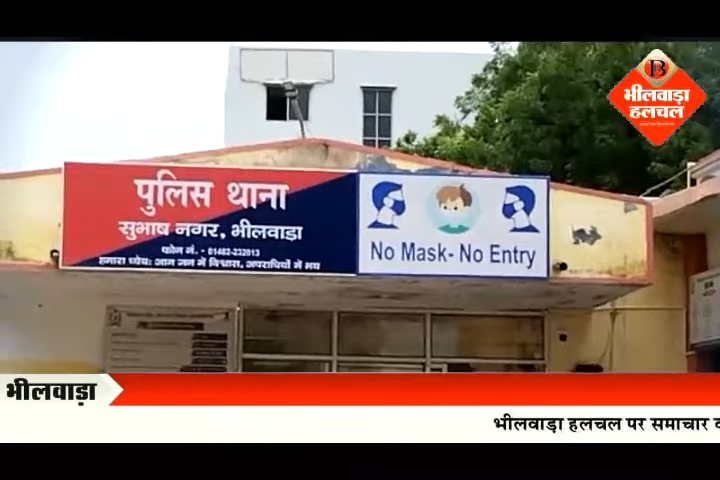 भीलवाड़ा
हलचल
पुलिस थाना
सुभाष नगर, भीलवाड़ा
फोन नं. - 01482-232013
हमारा ध्येय: आम जन में विश्वास, अपराधियों में भय
No Mask- No Entry
भीलवाड़ा
भीलवाड़ा हलचल पर समाचार